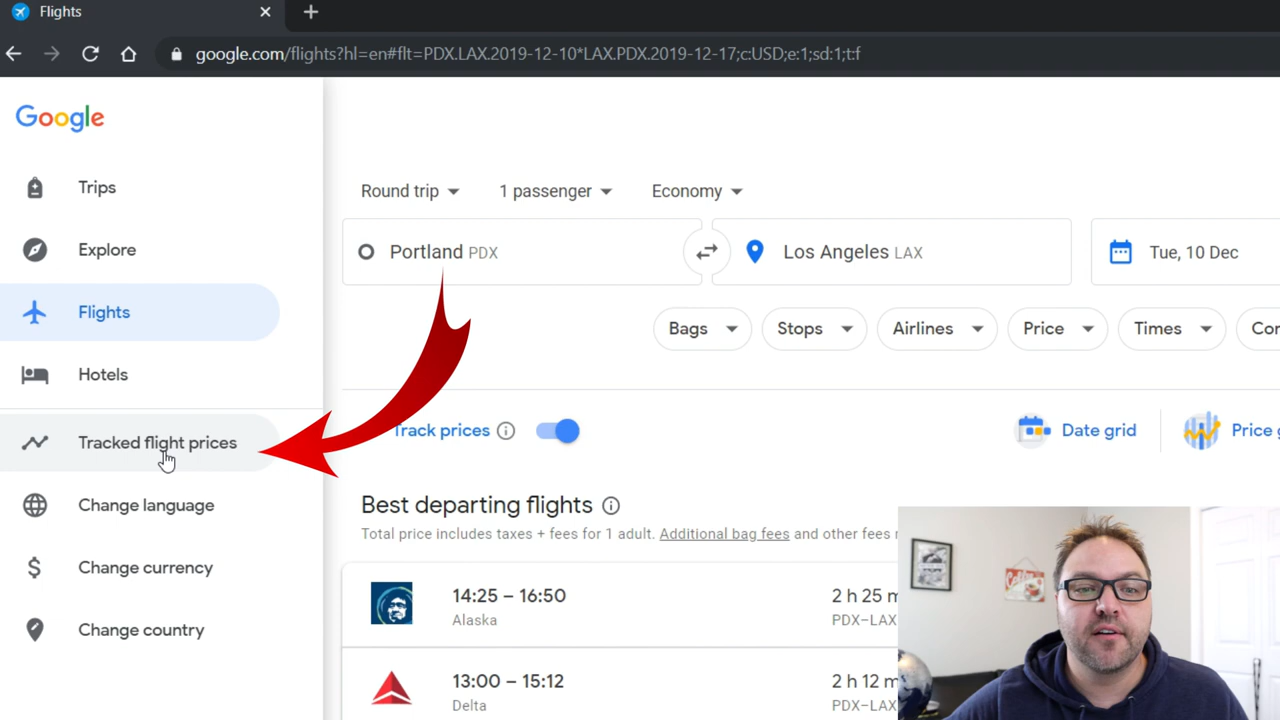 Flights
google.com/flights?hl=en#flt=PDX.LAX.2019-12-10*LAX.PDX.2019-12-17;c:USD;e:1;sd:1;t:f
Google
Trips
Explore
Flights
Hotels
Tracked flight prices
Change language
Change currency
Change country
Round trip
1 passenger
Economy
Portland PDX
Los Angeles LAX
Tue, 10 Dec
Bags
Stops
Airlines
Price
Times
Track prices
Date grid
Price
Best departing flights
Total price includes taxes + fees for 1 adult. Additional bag fees and other fees
14:25 – 16:50
2 h 25
Alaska
PDX–LAX
13:00 – 15:12
2 h 12
Delta
PDX–LAX